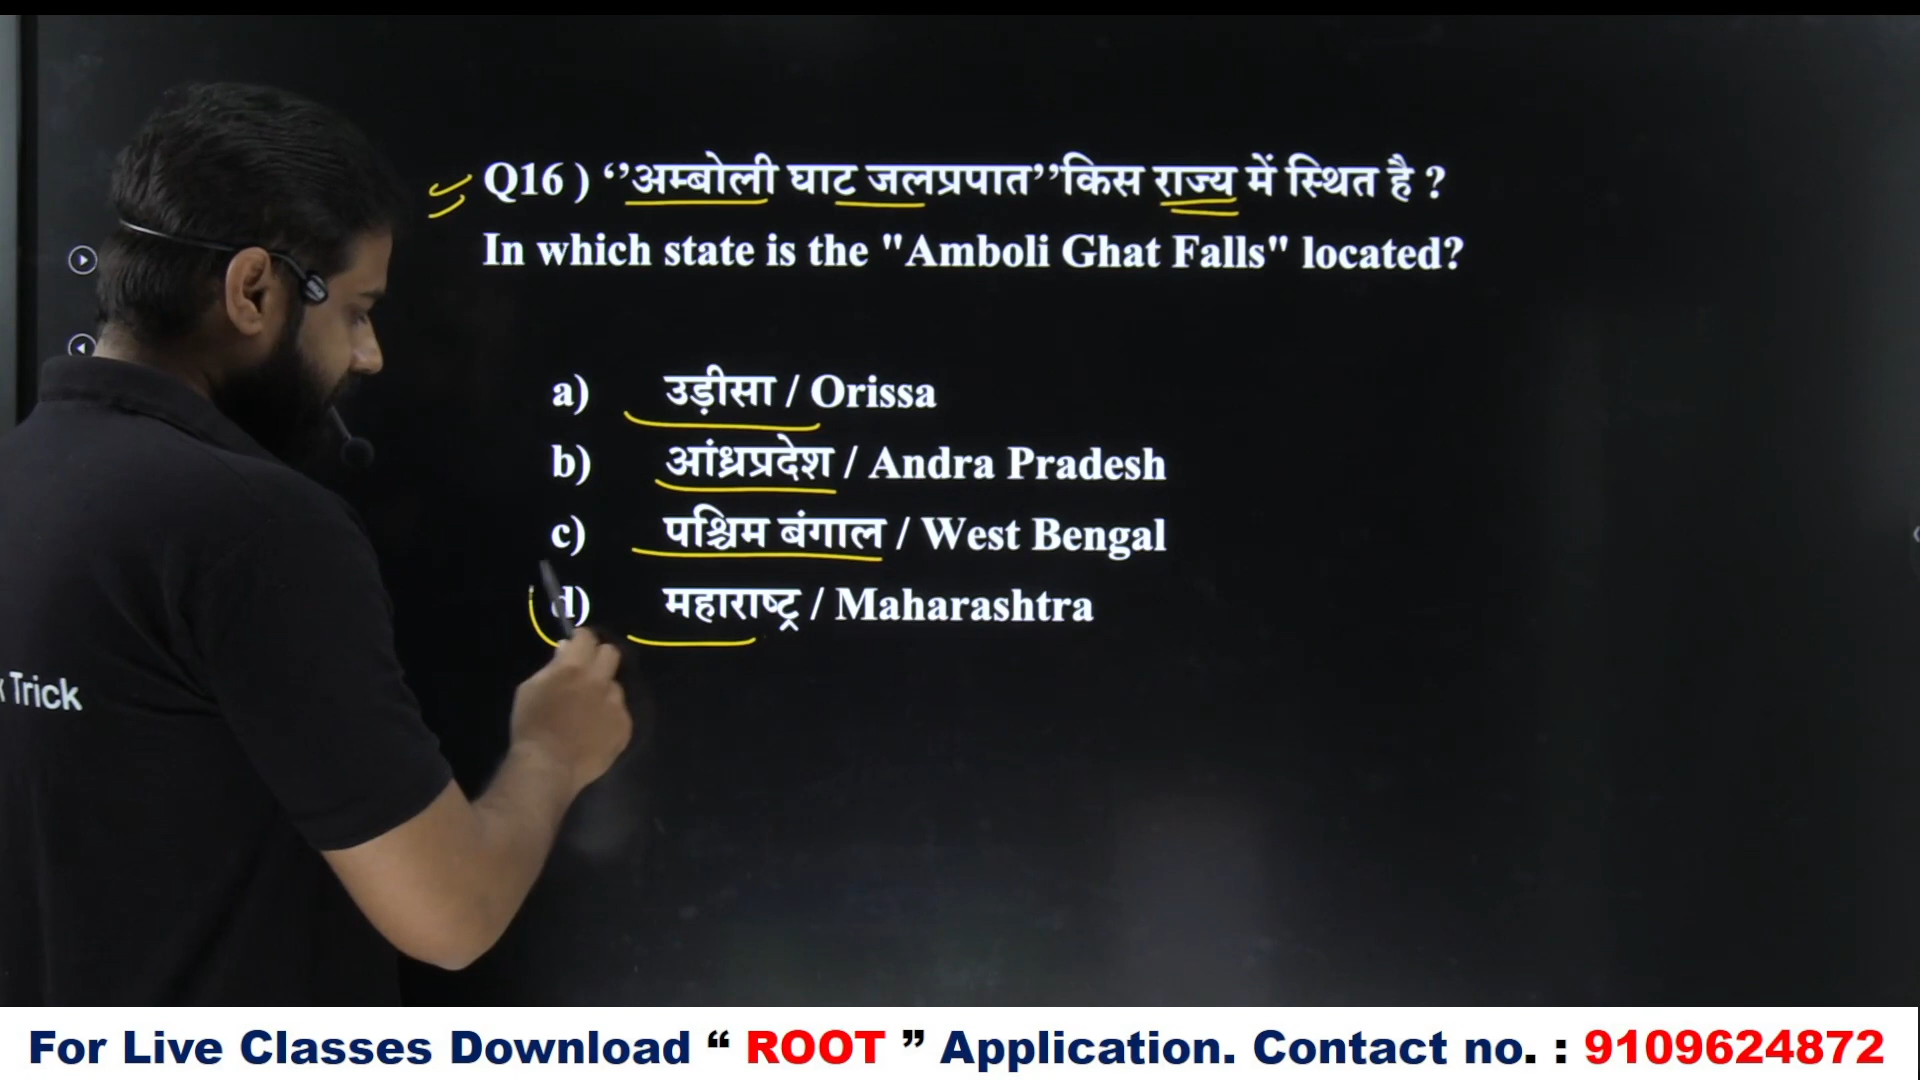 Q16 ) ‘’अम्बोली घाट जलप्रपात’’किस राज्य में स्थित है ?
In which state is the "Amboli Ghat Falls" located?
a) उड़ीसा / Orissa
b) आंध्रप्रदेश / Andra Pradesh
c) पश्चिम बंगाल / West Bengal
d) महाराष्ट्र / Maharashtra
Trick
For Live Classes Download “ ROOT ” Application. Contact no. : 9109624872